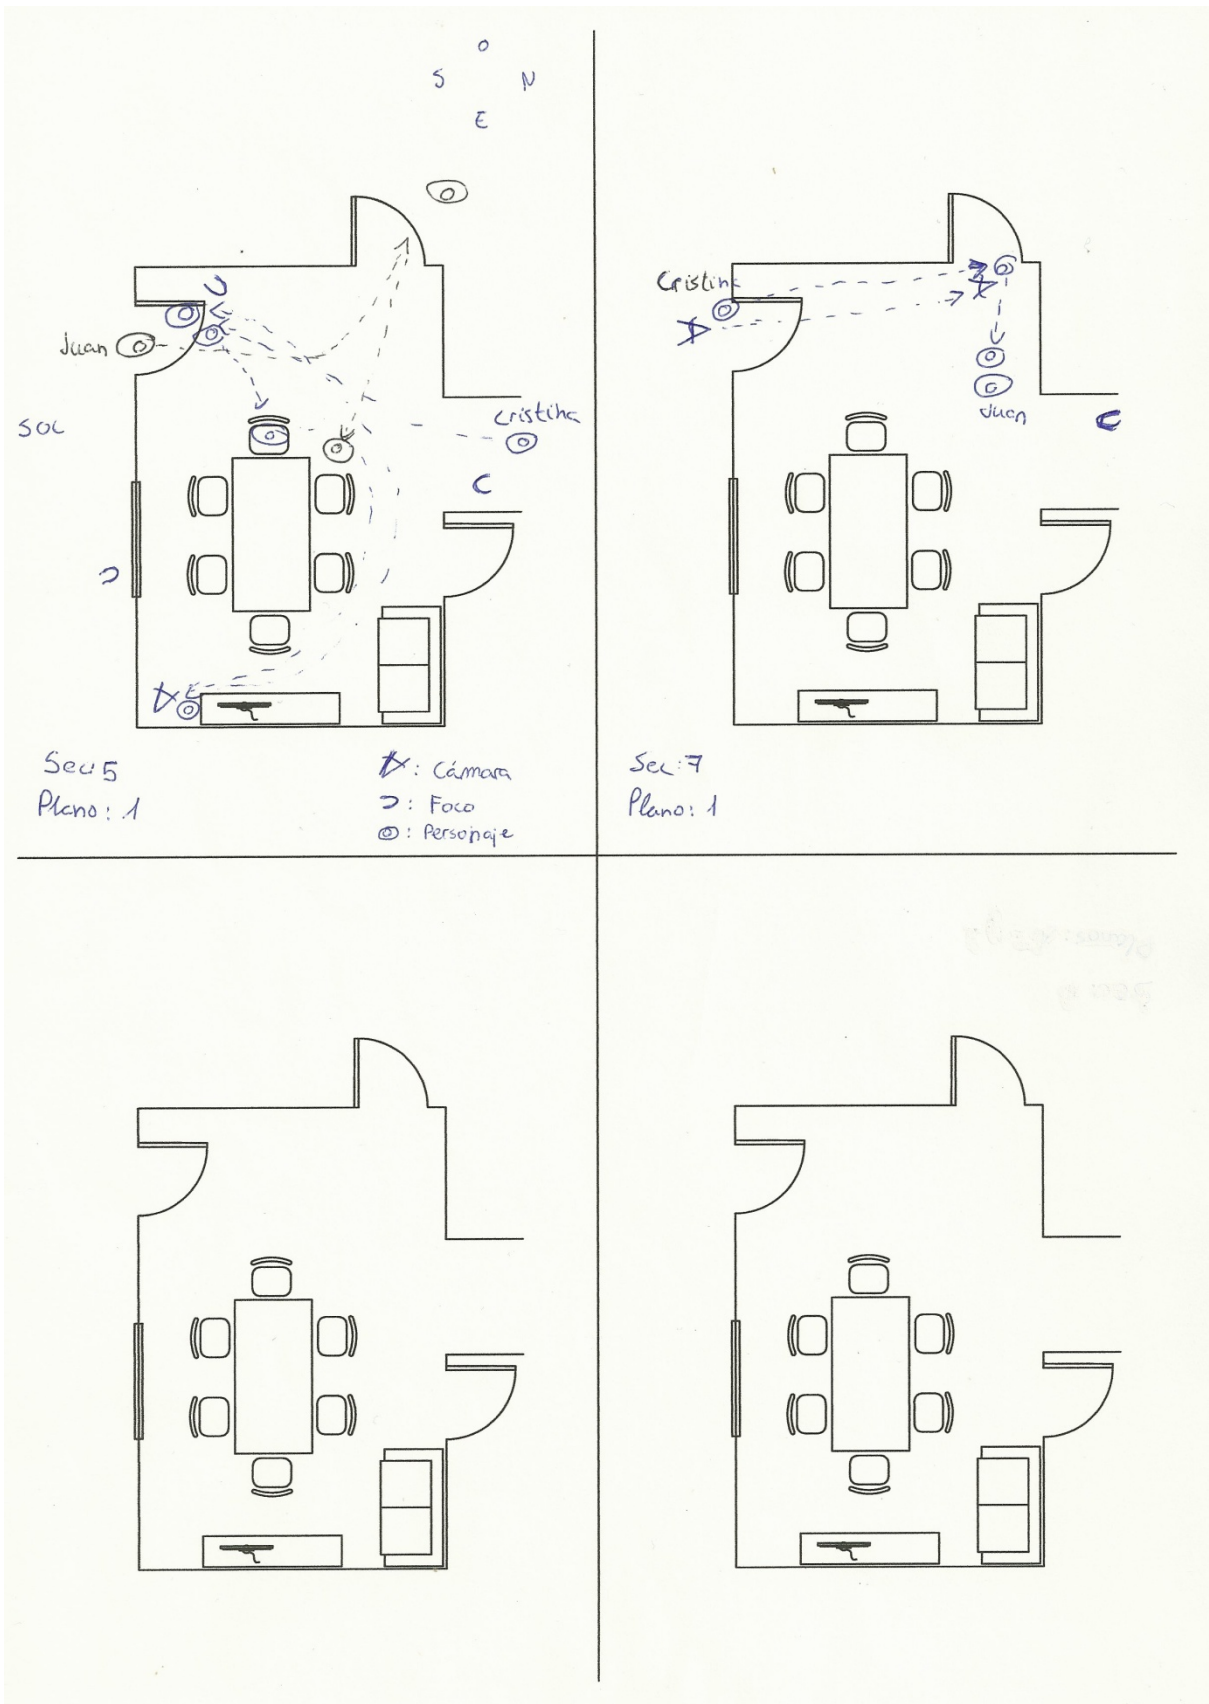 O
S N
E
Juan
SOL
Cristina
Sec: 5
Plano: 1
: Cámara
: Foco
: Personaje
Cristina
Juan
Sec: 7
Plano: 1